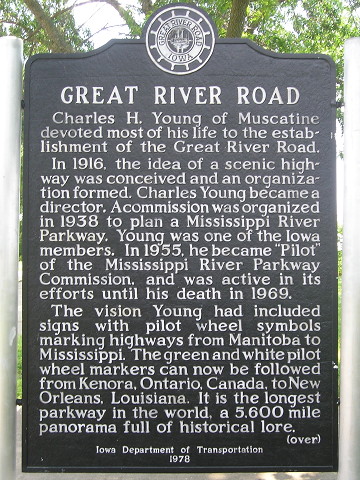 GREAT RIVER ROAD
IOWA
GREAT RIVER ROAD
Charles H. Young of Muscatine
devoted most of his life to the estab-
lishment of the Great River Road.
In 1916, the idea of a scenic high-
way was conceived and an organiza-
tion formed. Charles Young became a
director. A commission was organized
in 1938 to plan a Mississippi River
Parkway. Young was one of the Iowa
members. In 1955, he became "Pilot"
of the Mississippi River Parkway
Commission, and was active in its
efforts until his death in 1969.
The vision Young had included
signs with pilot wheel symbols
marking highways from Manitoba to
Mississippi. The green and white pilot
wheel markers can now be followed
from Kenora, Ontario, Canada, to New
Orleans, Louisiana. It is the longest
parkway in the world, a 5,600 mile
panorama full of historical lore.
(over)
Iowa Department of Transportation
1978